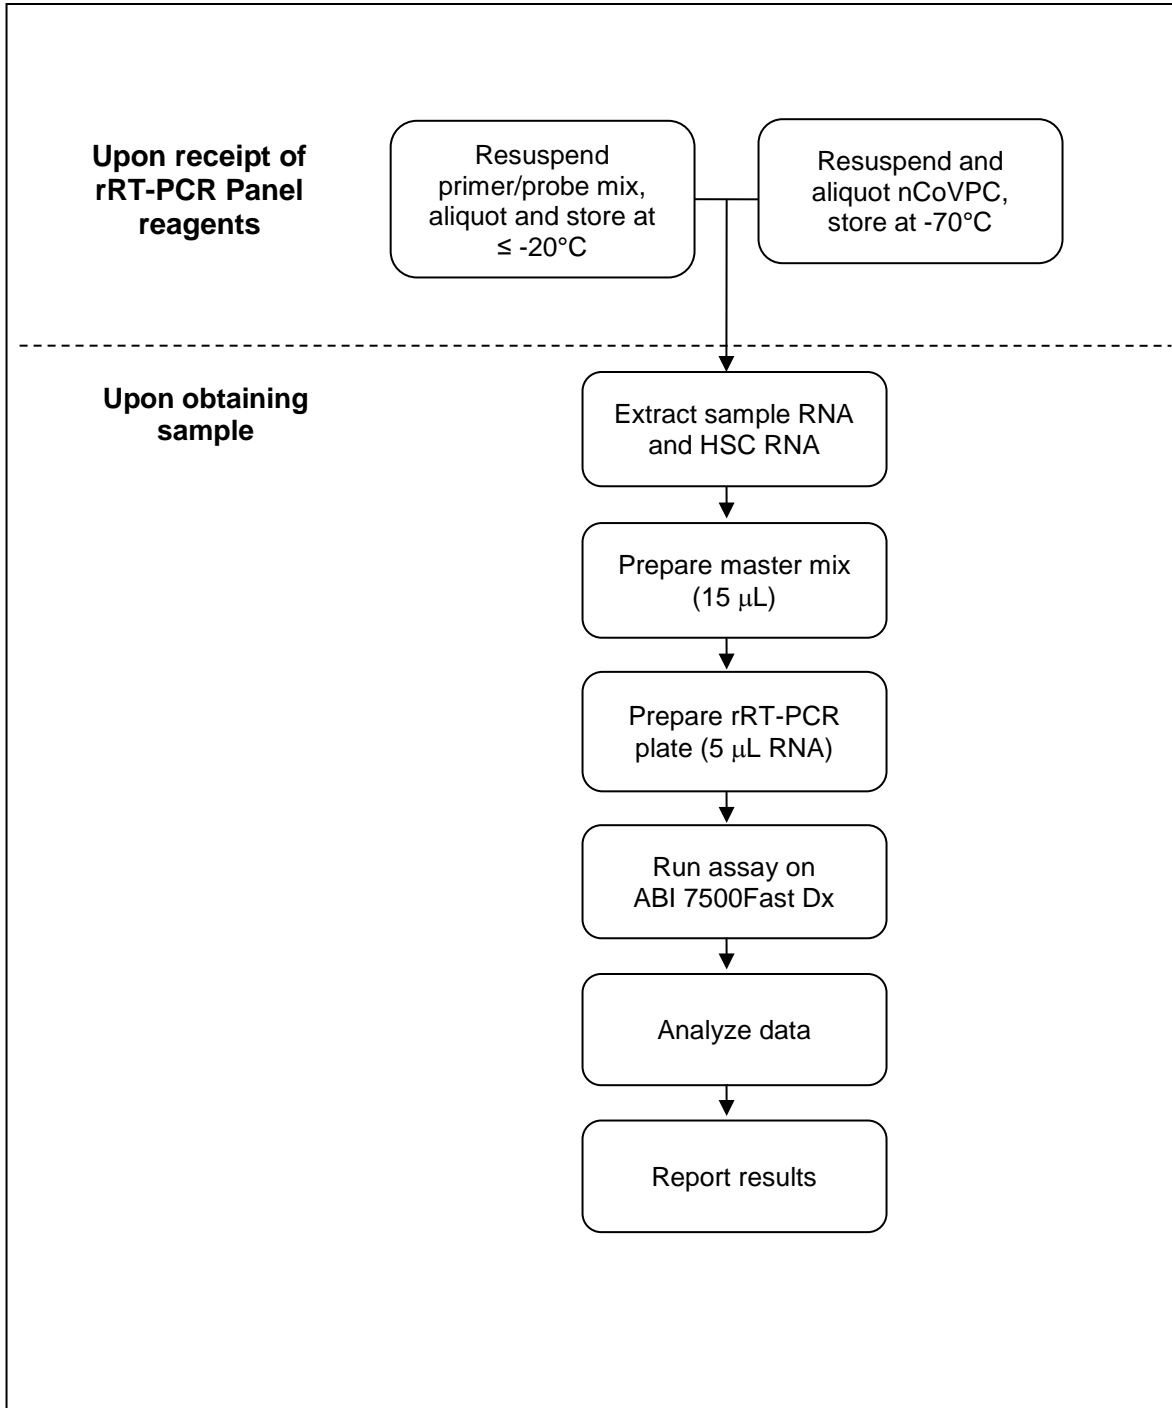 Upon receipt of
rRT-PCR Panel
reagents
Resuspend
primer/probe mix,
aliquot and store at
≤ -20°C
Resuspend and
aliquot nCoVPC,
store at -70°C
Upon obtaining
sample
Extract sample RNA
and HSC RNA
Prepare master mix
(15 μL)
Prepare rRT-PCR
plate (5 μL RNA)
Run assay on
ABI 7500Fast Dx
Analyze data
Report results